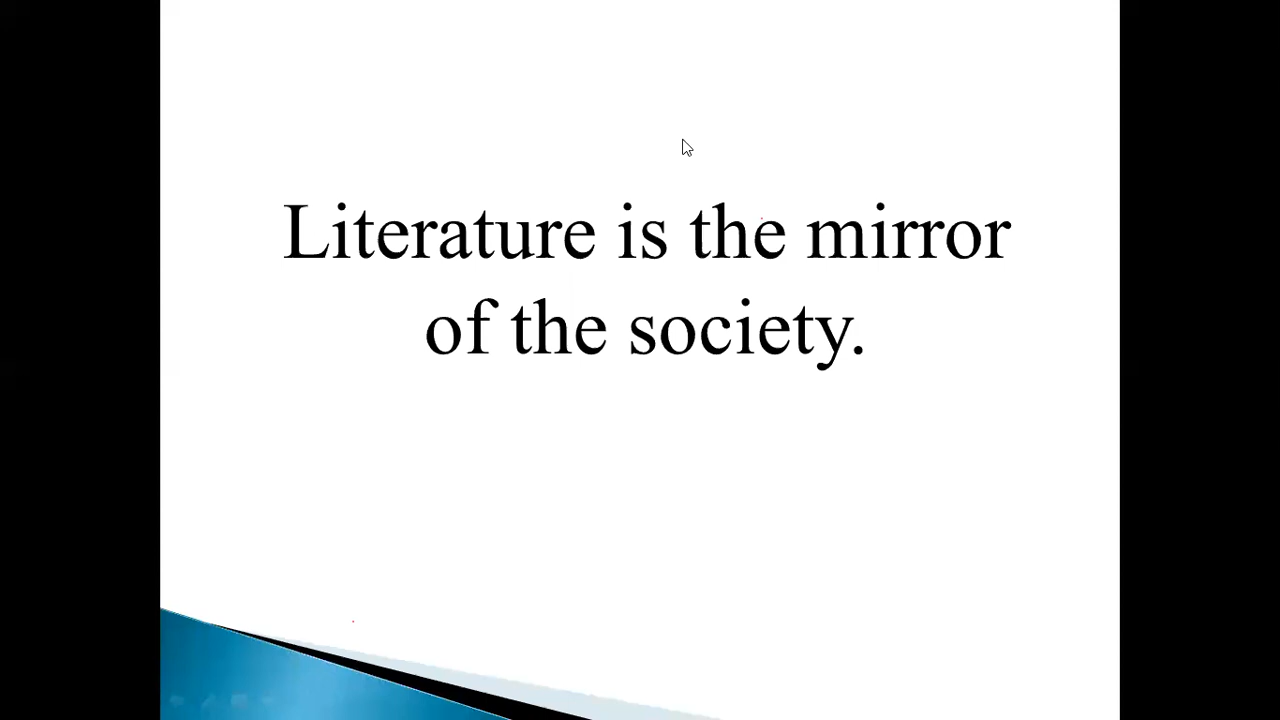 Literature is the mirror
of the society.